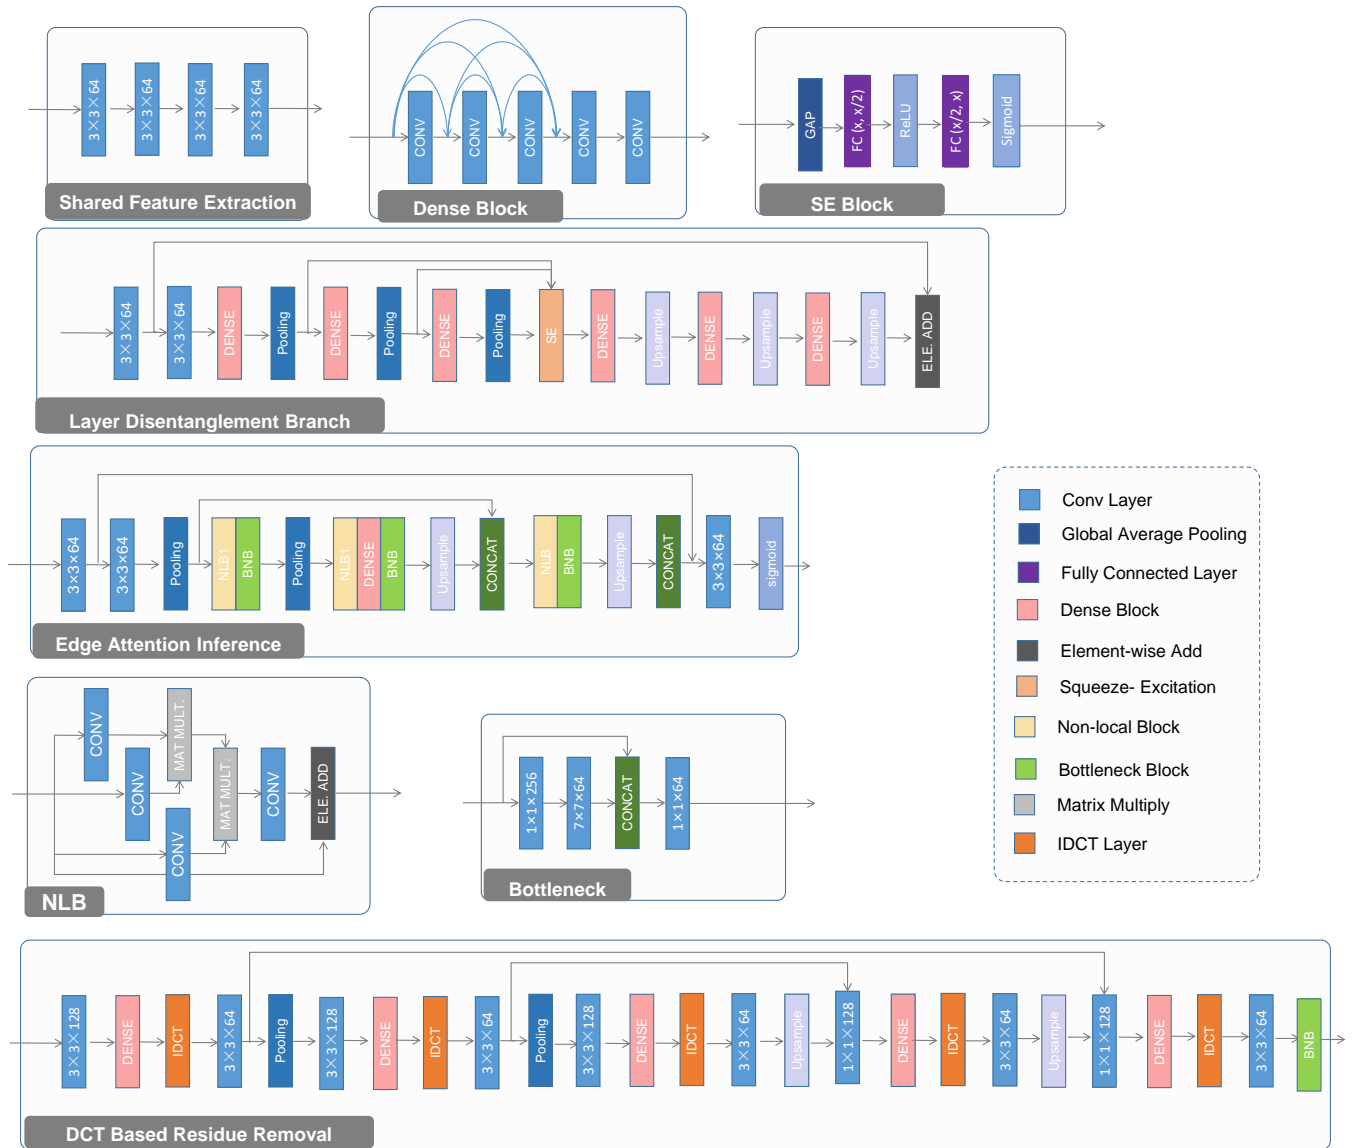 3×3×64
3×3×64
3×3×64
3×3×64
Shared Feature Extraction
CONV
CONV
CONV
CONV
CONV
Dense Block
GAP
FC (x, x/2)
ReLU
FC (x/2, x)
Sigmoid
SE Block
3×3×64
3×3×64
DENSE
Pooling
DENSE
Pooling
DENSE
Pooling
SE
DENSE
Upsample
DENSE
Upsample
DENSE
Upsample
ELE. ADD
Layer Disentanglement Branch
3×3×64
3×3×64
Pooling
NLB1
BNB
Pooling
NLB1
DENSE
BNB
Upsample
CONCAT
NLB
BNB
Upsample
CONCAT
3×3×64
sigmoid
Edge Attention Inference
Conv Layer
Global Average Pooling
Fully Connected Layer
Dense Block
Element-wise Add
Squeeze- Excitation
Non-local Block
Bottleneck Block
Matrix Multiply
IDCT Layer
CONV
CONV
MAT MULT.
CONV
MAT MULT.
CONV
ELE. ADD
NLB
1×1×256
7×7×64
CONCAT
1×1×64
Bottleneck
3×3×128
DENSE
IDCT
3×3×64
Pooling
3×3×128
DENSE
IDCT
3×3×64
Pooling
3×3×128
DENSE
IDCT
3×3×64
Upsample
1×1×128
DENSE
IDCT
3×3×64
Upsample
1×1×128
DENSE
IDCT
3×3×64
BNB
DCT Based Residue Removal